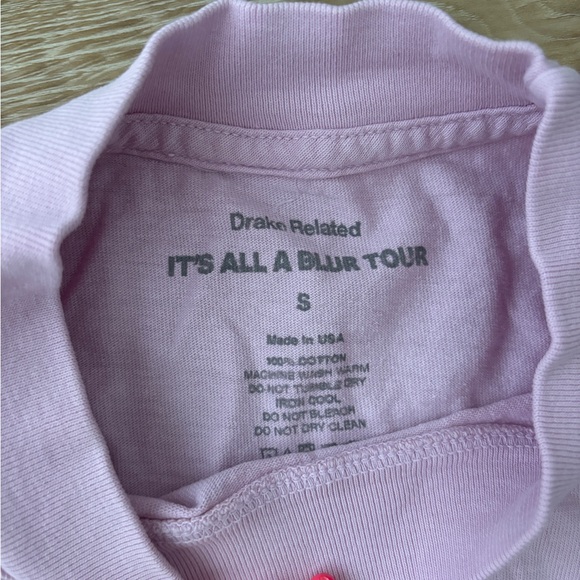 Drake Related
IT'S ALL A BLUR TOUR
S
Made in USA
100% COTTON
MACHINE WASH WARM
DO NOT TUMBLE DRY
IRON COOL
DO NOT BLEACH
DO NOT DRY CLEAN